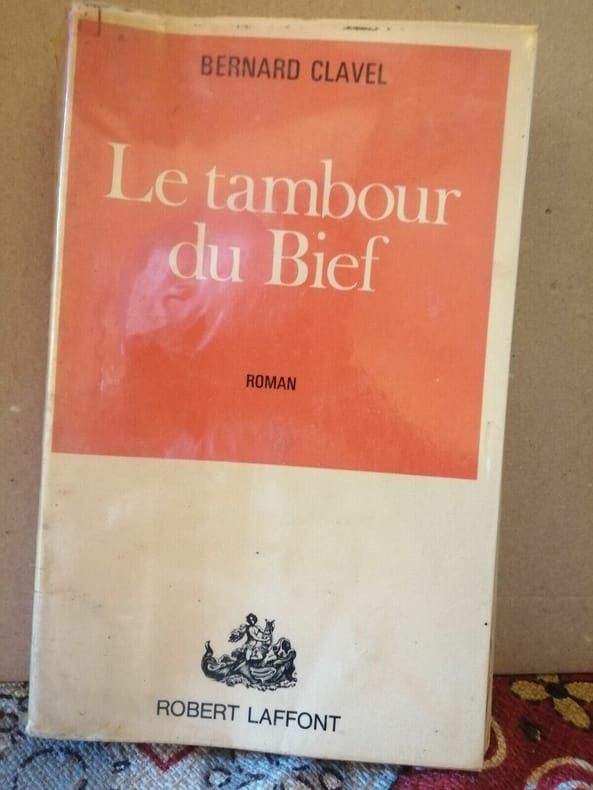 BERNARD CLAVEL
Le tambour
du Bief
ROMAN
ROBERT LAFFONT